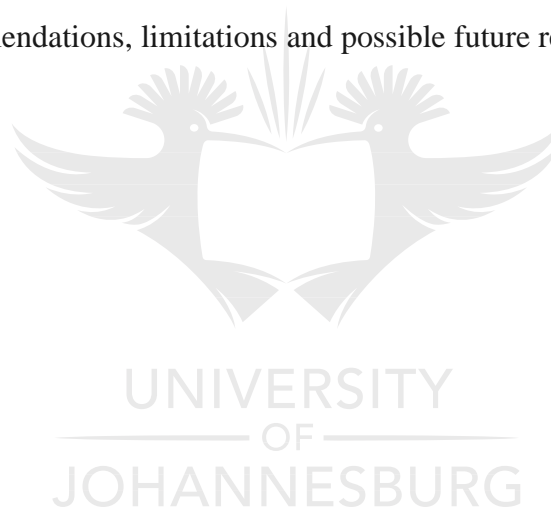 endations, limitations and possible future re
UNIVERSITY
OF
JOHANNESBURG